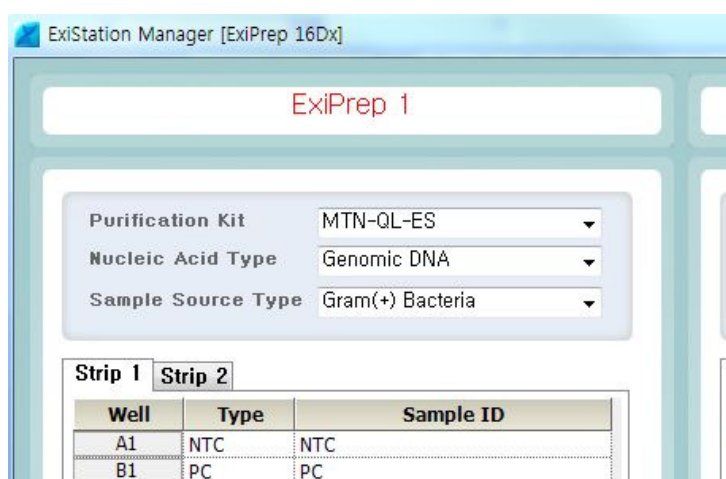 ExiStation Manager [ExiPrep 16Dx]
ExiPrep 1
Purification Kit MTN-QL-ES
Nucleic Acid Type Genomic DNA
Sample Source Type Gram(+) Bacteria
Strip 1 Strip 2
Well Type Sample ID
A1 NTC NTC
B1 PC PC